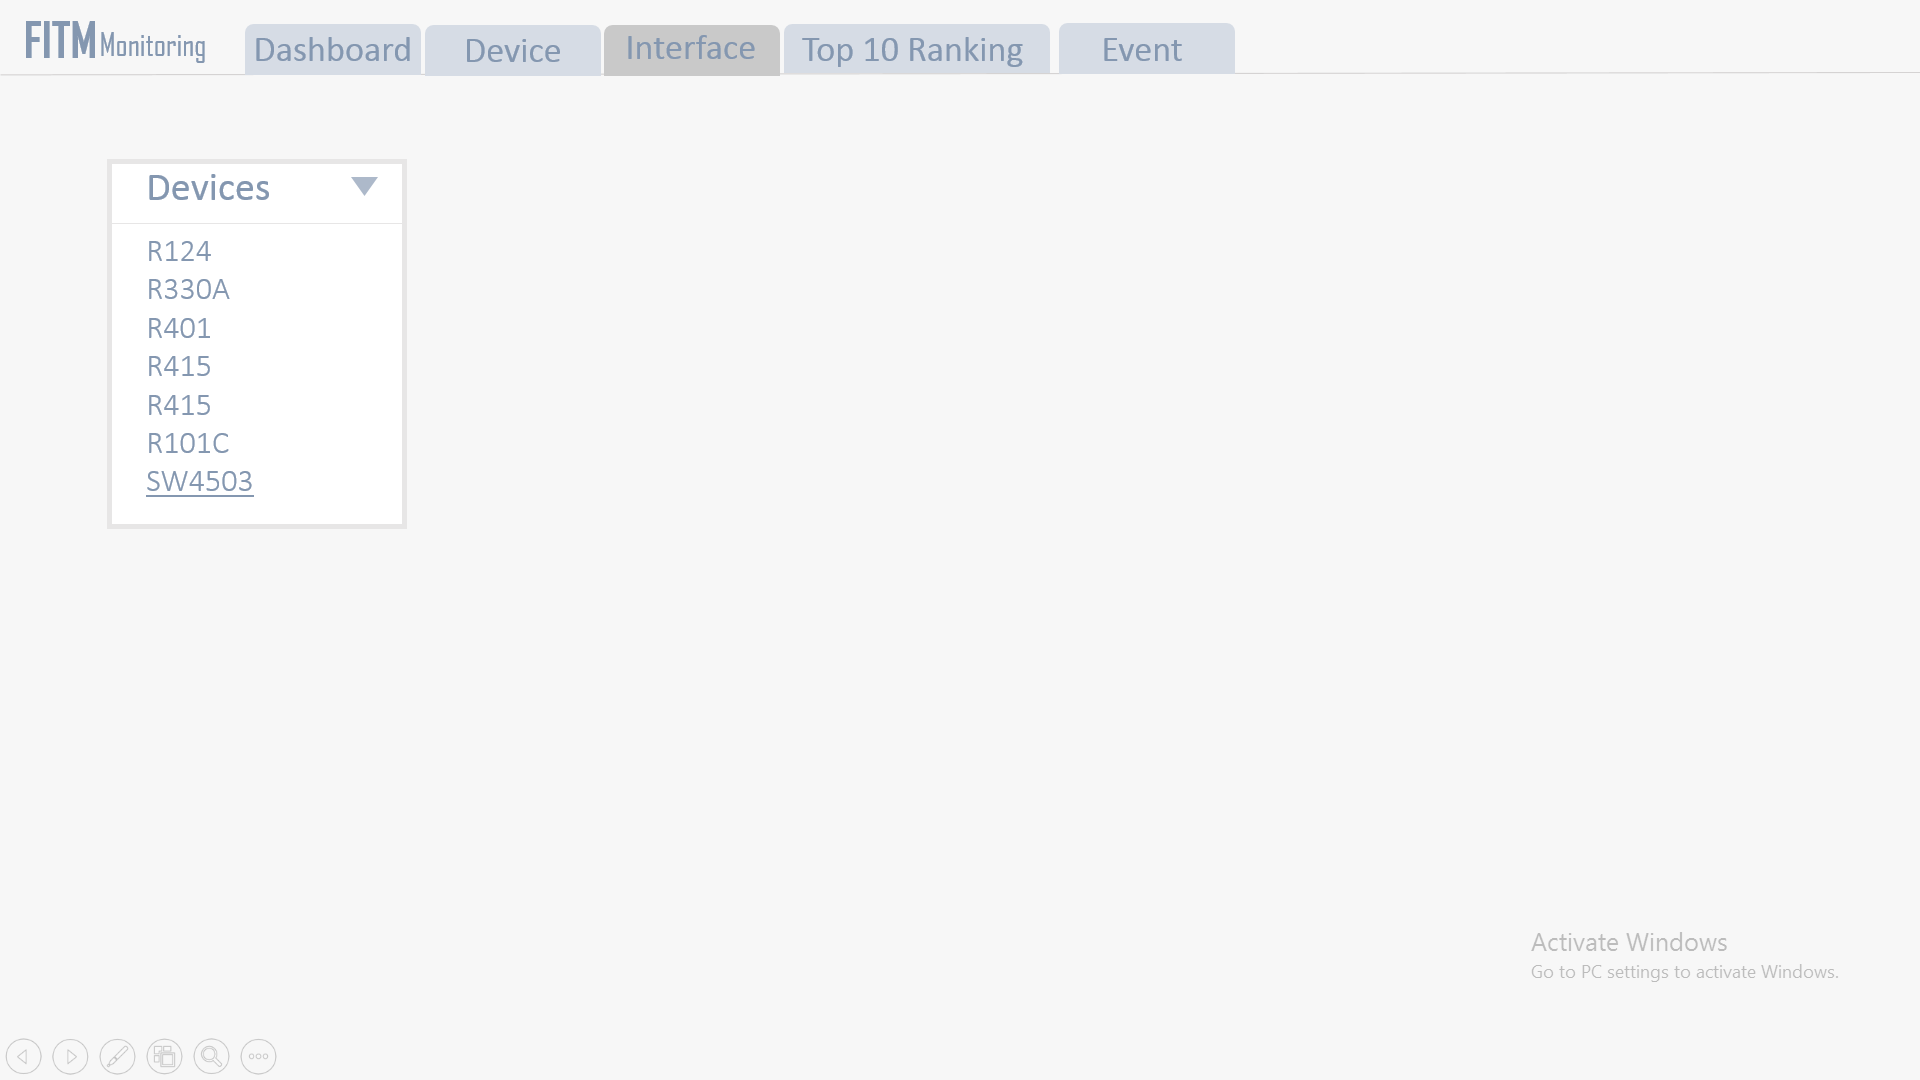 FITM Monitoring
Dashboard
Device
Interface
Top 10 Ranking
Event
Devices
R124
R330A
R401
R415
R415
R101C
SW4503
Activate Windows
Go to PC settings to activate Windows.